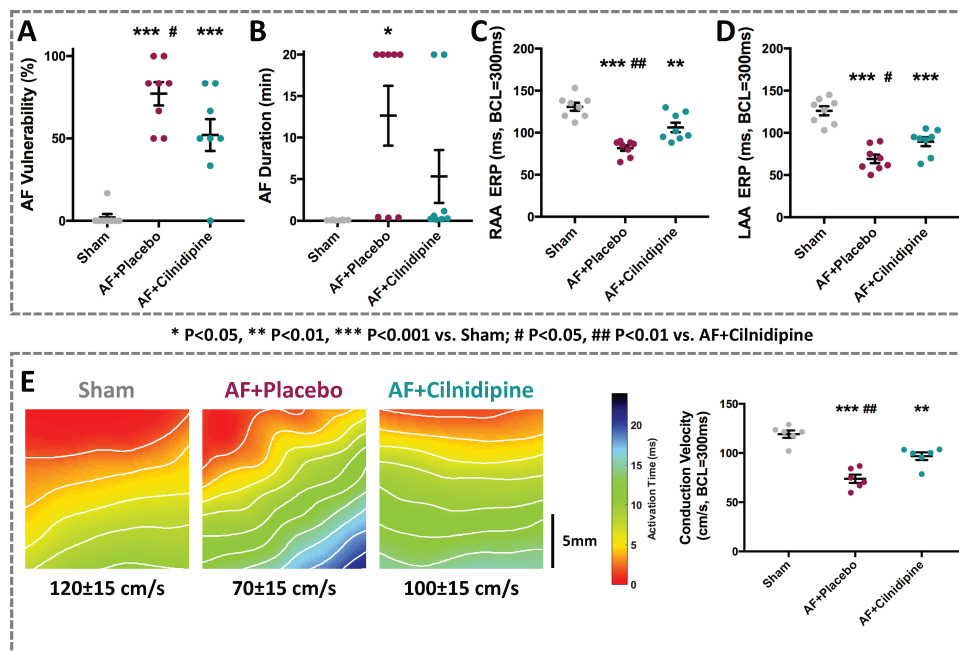 A
AF Vulnerability (%)
100
50
0
*** #
***
Sham
AF+Placebo
AF+Cilnidipine
B
AF Duration (min)
20
15
10
5
0
*
Sham
AF+Placebo
AF+Cilnidipine
C
RAA ERP (ms, BCL=300ms)
200
150
100
50
0
*** ##
**
Sham
AF+Placebo
AF+Cilnidipine
D
LAA ERP (ms, BCL=300ms)
200
150
100
50
0
*** #
***
Sham
AF+Placebo
AF+Cilnidipine
* P<0.05, ** P<0.01, *** P<0.001 vs. Sham; # P<0.05, ## P<0.01 vs. AF+Cilnidipine
E
Sham
AF+Placebo
AF+Cilnidipine
120±15 cm/s
70±15 cm/s
100±15 cm/s
20
15
10
5
0
Activation Time (ms)
5mm
Conduction Velocity
(cm/s, BCL=300ms)
150
100
50
0
*** ##
**
Sham
AF+Placebo
AF+Cilnidipine